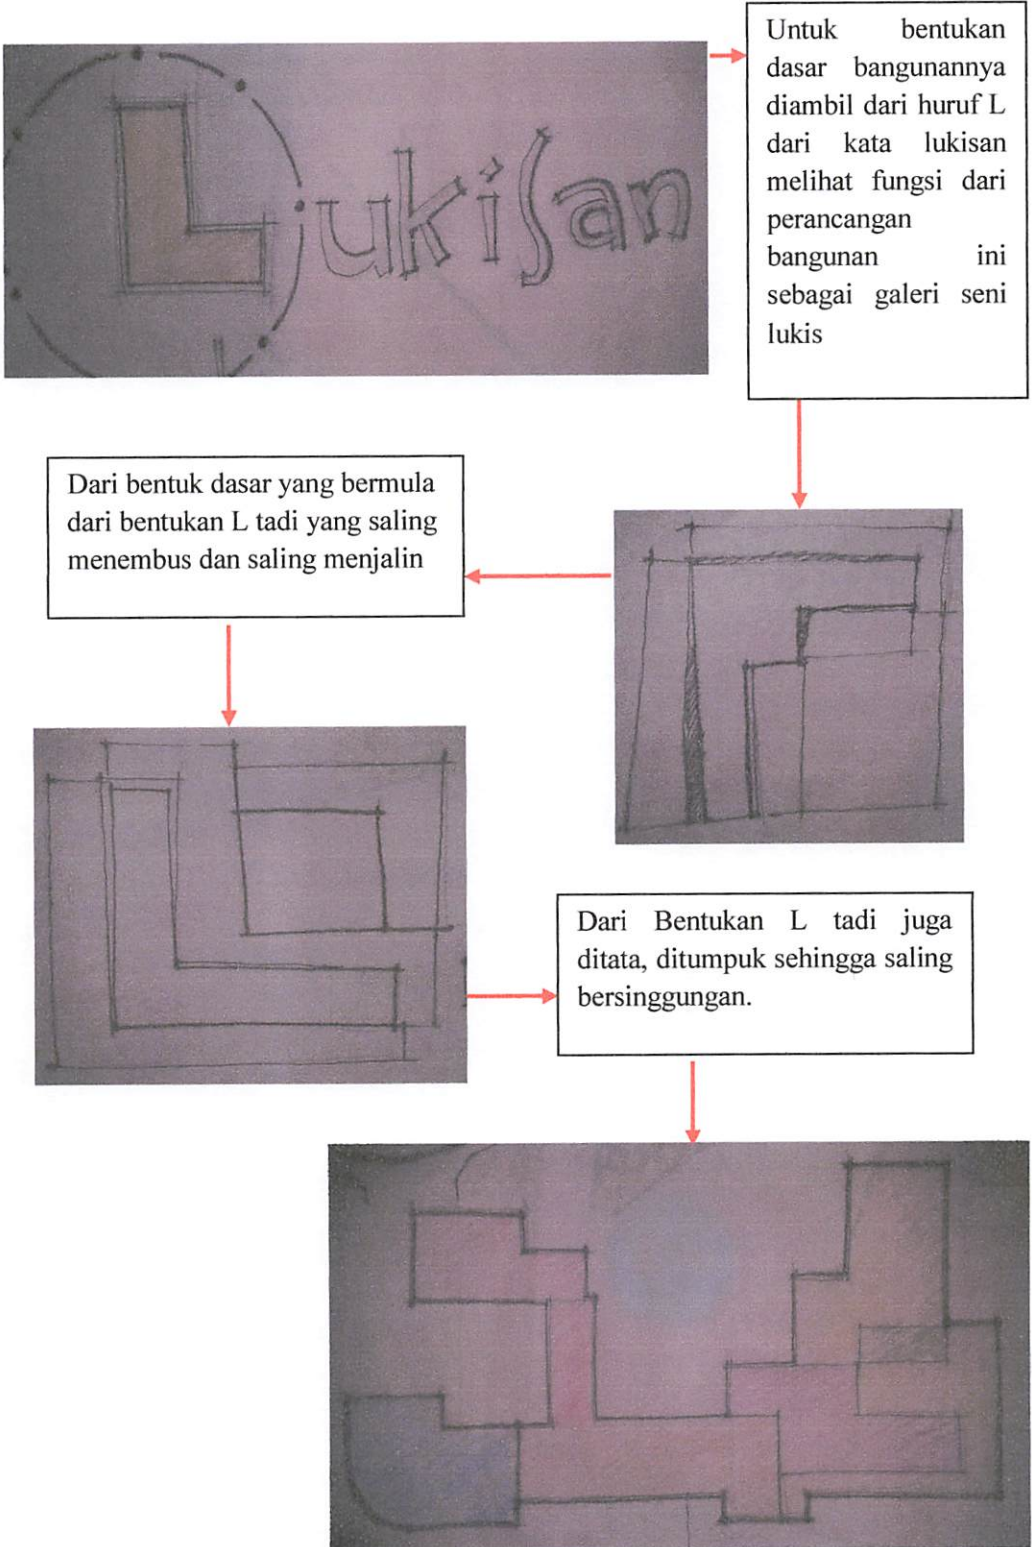 Lukisan
Untuk bentukan
dasar bangunannya
diambil dari huruf L
dari kata lukisan
melihat fungsi dari
perancangan
bangunan ini
sebagai galeri seni
lukis
Dari bentuk dasar yang bermula
dari bentukan L tadi yang saling
menembus dan saling menjalin
Dari Bentukan L tadi juga
ditata, ditumpuk sehingga saling
bersinggungan.